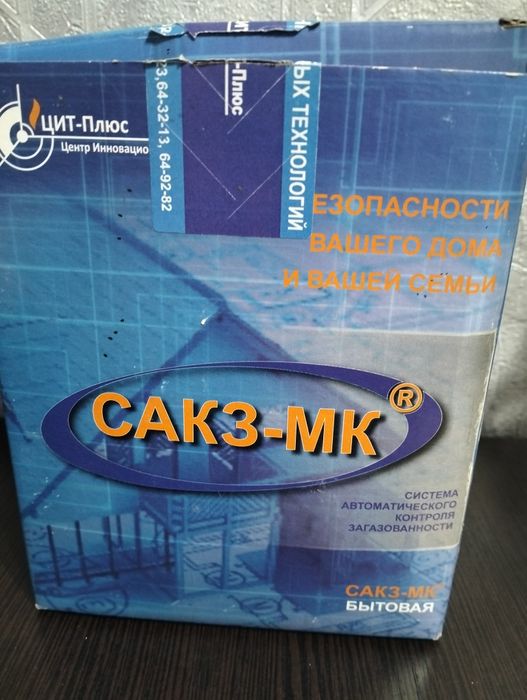 ЦИТ-Плюс
Центр Инновацио
3,64-32-13, 64-92-82
Т-Плюс
ЫХ ТЕХНОЛОГИЙ
ЕЗОПАСНОСТИ
ВАШЕГО ДОМА
И ВАШЕЙ СЕМЬИ
САКЗ-МК®
СИСТЕМА
АВТОМАТИЧЕСКОГО
КОНТРОЛЯ
ЗАГАЗОВАННОСТИ
САКЗ-МК®
БЫТОВАЯ